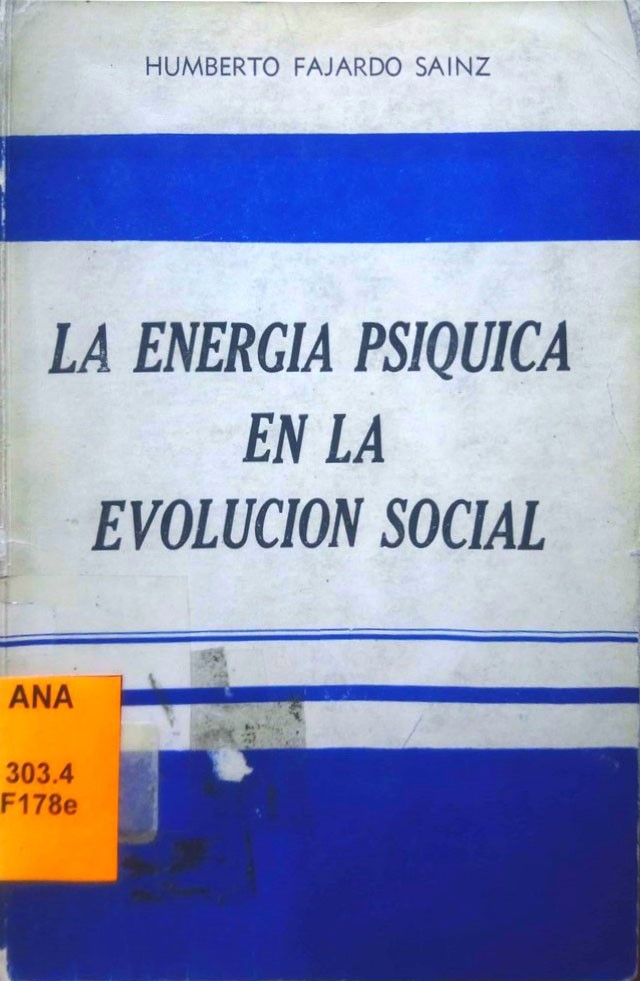 HUMBERTO FAJARDO SAINZ
LA ENERGIA PSIQUICA
EN LA
EVOLUCION SOCIAL
ANA
303.4
F178e